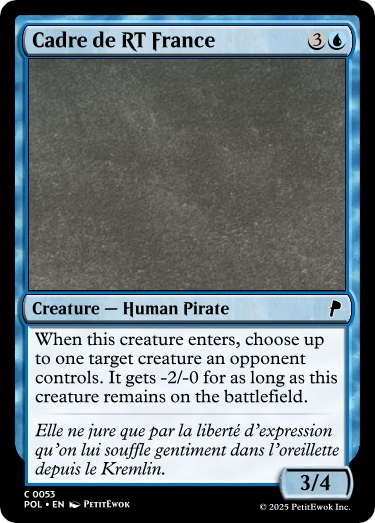 Cadre de RT France 3
Creature — Human Pirate
When this creature enters, choose up
to one target creature an opponent
controls. It gets -2/-0 for as long as this
creature remains on the battlefield.
Elle ne jure que par la liberté d'expression
qu'on lui souffle gentiment dans l'oreillette
depuis le Kremlin.
3/4
C 0053
POL • EN PetitEwok
© 2025 PetitEwok Inc.